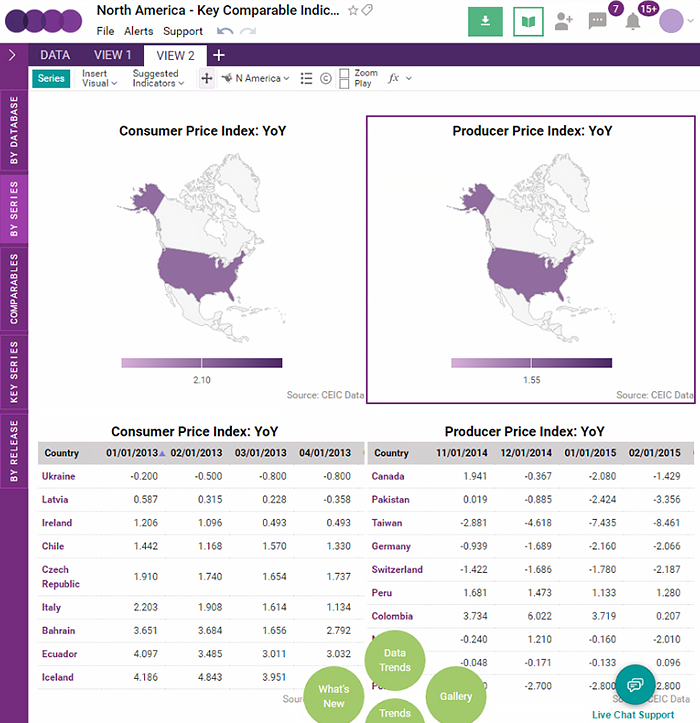 North America - Key Comparable Indic...
File Alerts Support
7
15+
DATA VIEW 1 VIEW 2 +
Series
Insert Visual
Suggested Indicators
N America
Zoom
Play
fx
BY DATABASE
BY SERIES
COMPARABLES
KEY SERIES
BY RELEASE
Consumer Price Index: YoY
2.10
Source: CEIC Data
Producer Price Index: YoY
1.55
Source: CEIC Data
Consumer Price Index: YoY
Country 01/01/2013 02/01/2013 03/01/2013 04/01/2013
Ukraine -0.200 -0.500 -0.800 -0.800
Latvia 0.587 0.315 0.228 -0.358
Ireland 1.206 1.096 0.493 0.493
Chile 1.442 1.168 1.570 1.330
Czech Republic 1.910 1.740 1.654 1.737
Italy 2.203 1.908 1.614 1.134
Bahrain 3.651 3.684 1.656 2.792
Ecuador 4.097 3.485 3.011 3.032
Iceland 4.186 4.843 3.951
Producer Price Index: YoY
Country 11/01/2014 12/01/2014 01/01/2015 02/01/2015
Canada 1.941 -0.367 -2.080 -1.429
Pakistan 0.019 -0.885 -2.424 -3.356
Taiwan -2.881 -4.618 -7.435 -8.461
Germany -0.939 -1.689 -2.160 -2.066
Switzerland -1.422 -1.686 -1.780 -2.187
Peru 1.681 1.473 1.133 1.280
Colombia 3.734 6.022 3.719 0.207
-0.240 1.210 -0.160 -2.010
-0.048 -0.171 -0.133 0.096
-2.700 -2.800 -2.800
CEIC Data
Data Trends
What's New
Gallery
Trends
Live Chat Support